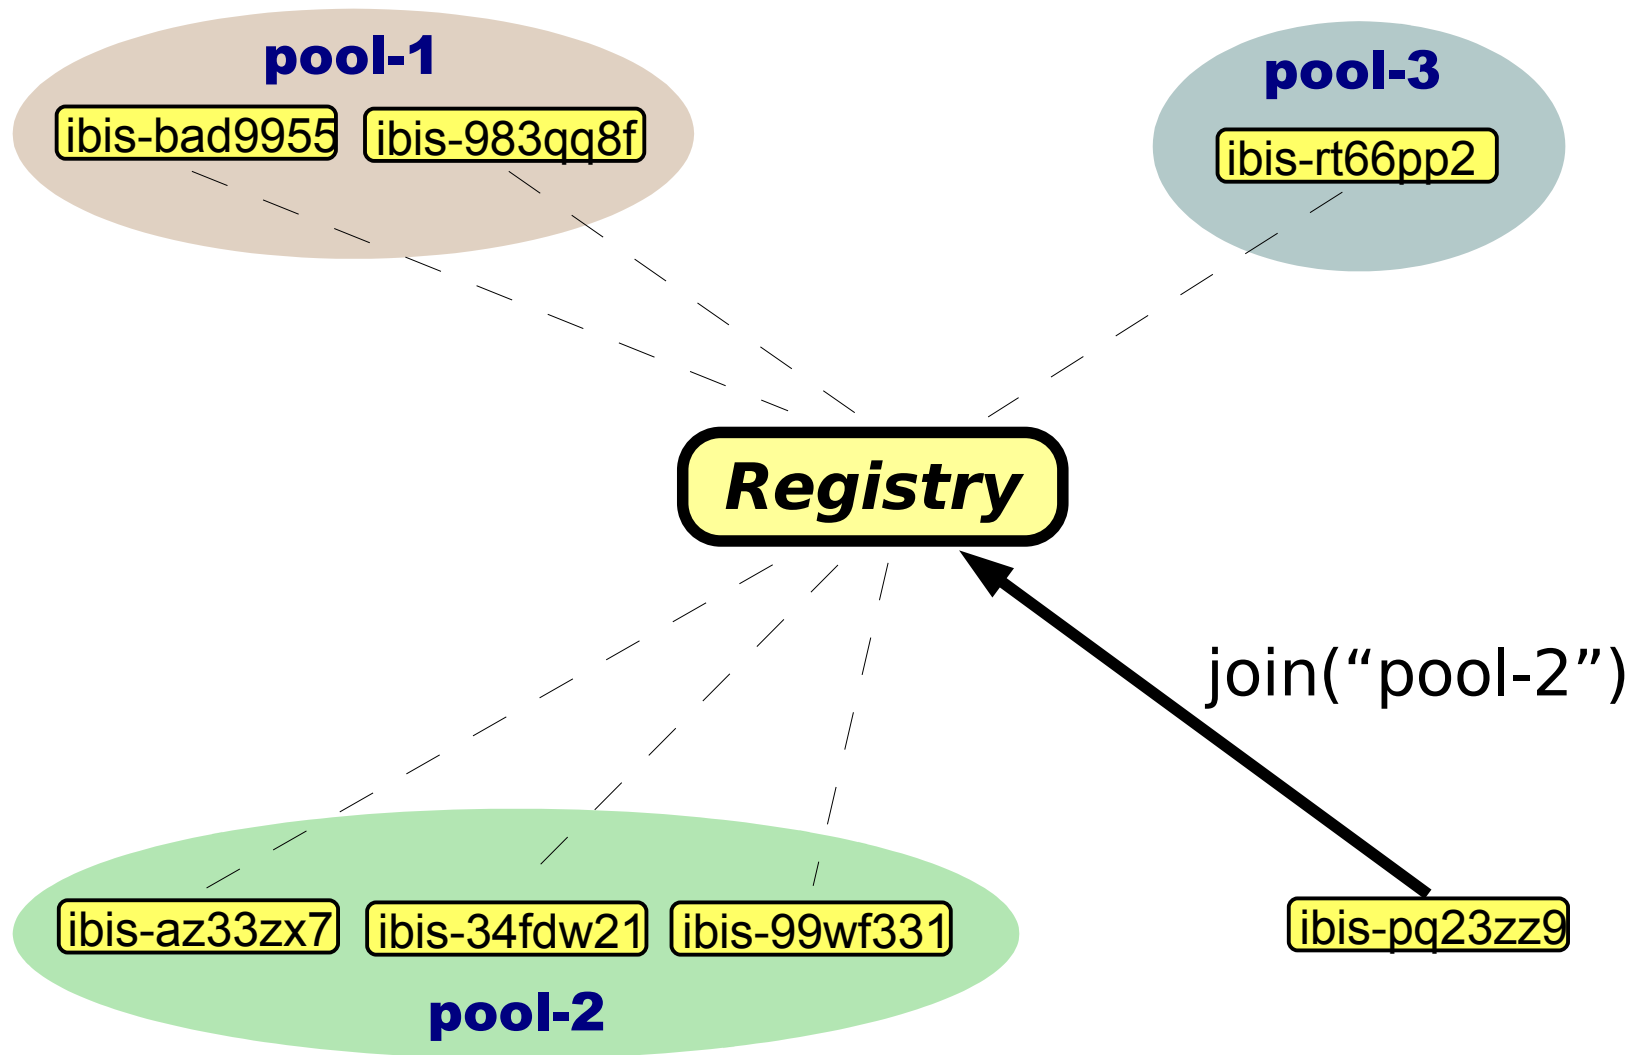 pool-1
ibis-bad9955
ibis-983qq8f
pool-3
ibis-rt66pp2
Registry
join(“pool-2”)
ibis-az33zx7
ibis-34fdw21
ibis-99wf331
pool-2
ibis-pq23zz9